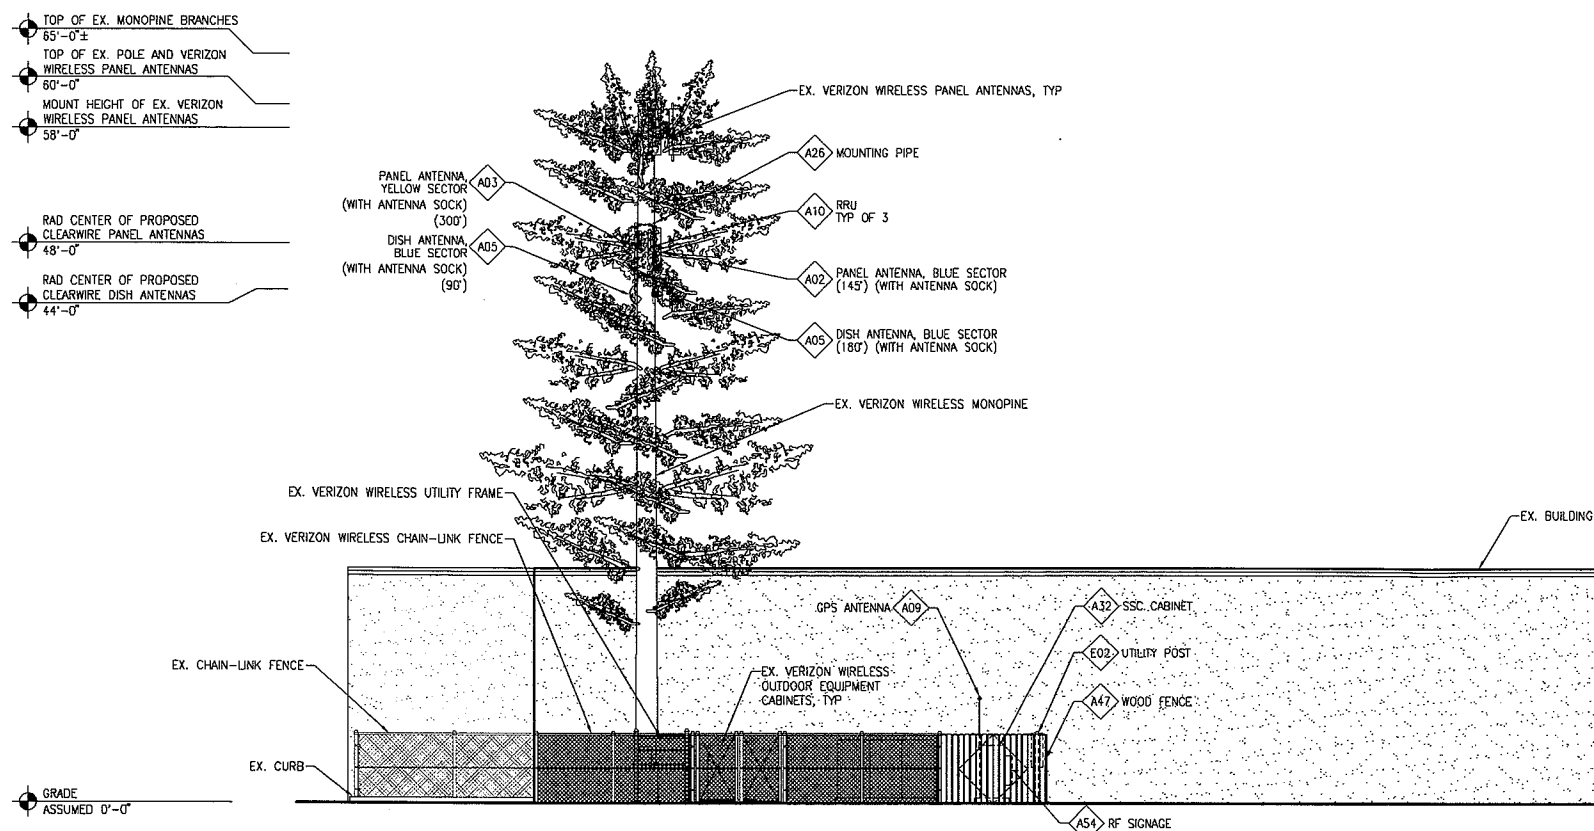 TOP OF EX. MONOPINE BRANCHES
65'-0"±
TOP OF EX. POLE AND VERIZON
WIRELESS PANEL ANTENNAS
60'-0"
MOUNT HEIGHT OF EX. VERIZON
WIRELESS PANEL ANTENNAS
58'-0"
RAD CENTER OF PROPOSED
CLEARWIRE PANEL ANTENNAS
48'-0"
RAD CENTER OF PROPOSED
CLEARWIRE DISH ANTENNAS
44'-0"
GRADE
ASSUMED 0'-0"
PANEL ANTENNA, A03
YELLOW SECTOR
(WITH ANTENNA SOCK)
(300°)
DISH ANTENNA, A05
BLUE SECTOR
(WITH ANTENNA SOCK)
(90°)
EX. VERIZON WIRELESS PANEL ANTENNAS, TYP
A26 MOUNTING PIPE
A10 RRU
TYP OF 3
A02 PANEL ANTENNA, BLUE SECTOR
(145°) (WITH ANTENNA SOCK)
A05 DISH ANTENNA, BLUE SECTOR
(180°) (WITH ANTENNA SOCK)
EX. VERIZON WIRELESS MONOPINE
EX. VERIZON WIRELESS UTILITY FRAME
EX. VERIZON WIRELESS CHAIN-LINK FENCE
EX. BUILDING
GPS ANTENNA A09
A32 SSC CABINET
E02 UTILITY POST
A47 WOOD FENCE
EX. CHAIN-LINK FENCE
EX. VERIZON WIRELESS
OUTDOOR EQUIPMENT
CABINETS, TYP
EX. CURB
A54 RF SIGNAGE